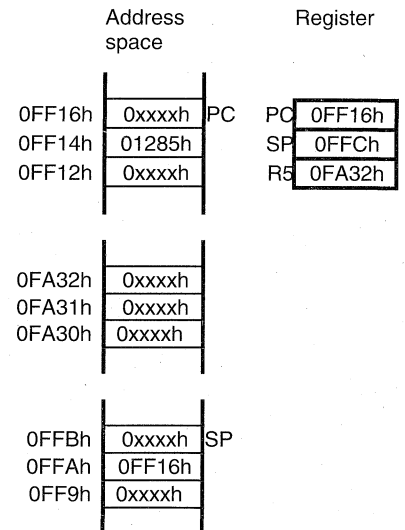 Address space Register
0FF16h 0xxxxh PC PC 0FF16h
0FF14h 01285h SP 0FFCh
0FF12h 0xxxxh R5 0FA32h
0FA32h 0xxxxh
0FA31h 0xxxxh
0FA30h 0xxxxh
0FFBh 0xxxxh SP
0FFAh 0FF16h
0FF9h 0xxxxh